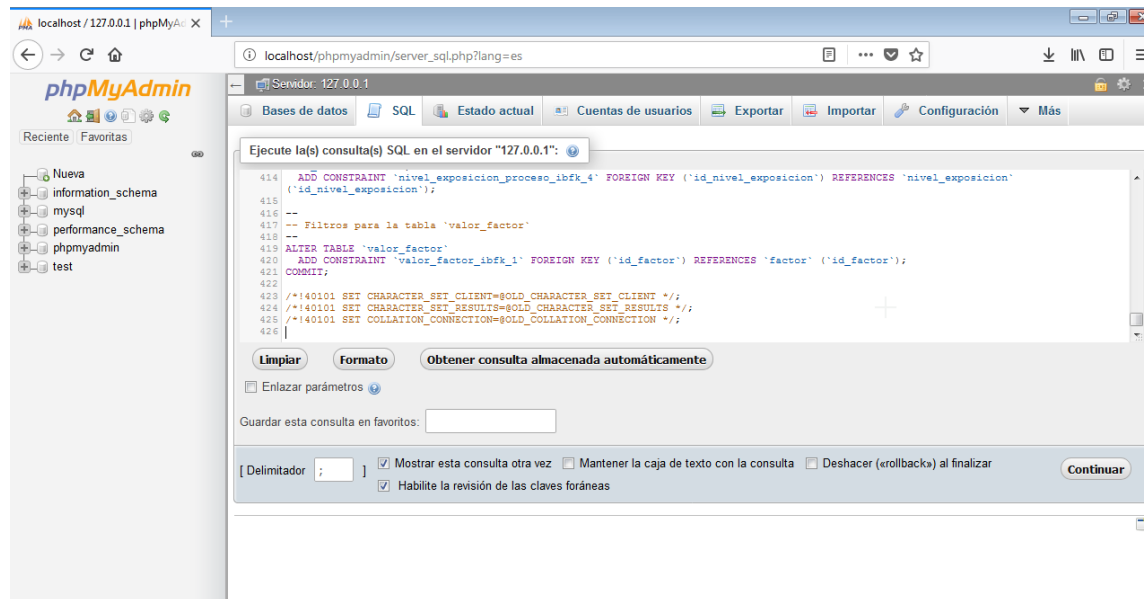 localhost / 127.0.0.1 | phpMyAd
localhost/phpmyadmin/server_sql.php?lang=es
phpMyAdmin
Reciente Favoritas
Nueva
information_schema
mysql
performance_schema
phpmyadmin
test
Servidor: 127.0.0.1
Bases de datos SQL Estado actual Cuentas de usuarios Exportar Importar Configuración Más
Ejecute la(s) consulta(s) SQL en el servidor "127.0.0.1":
414 ADD CONSTRAINT `nivel_exposicion_proceso_ibfk_4` FOREIGN KEY (`id_nivel_exposicion`) REFERENCES `nivel_exposicion`
(`id_nivel_exposicion`);
415
416 --
417 -- Filtros para la tabla `valor_factor`
418 --
419 ALTER TABLE `valor_factor`
420 ADD CONSTRAINT `valor_factor_ibfk_1` FOREIGN KEY (`id_factor`) REFERENCES `factor` (`id_factor`);
421 COMMIT;
422
423 /*!40101 SET CHARACTER_SET_CLIENT=@OLD_CHARACTER_SET_CLIENT */;
424 /*!40101 SET CHARACTER_SET_RESULTS=@OLD_CHARACTER_SET_RESULTS */;
425 /*!40101 SET COLLATION_CONNECTION=@OLD_COLLATION_CONNECTION */;
426
Limpiar Formato Obtener consulta almacenada automáticamente
Enlazar parámetros
Guardar esta consulta en favoritos:
[ Delimitador ; ] Mostrar esta consulta otra vez Mantener la caja de texto con la consulta Deshacer («rollback») al finalizar Continuar
Habilite la revisión de las claves foráneas